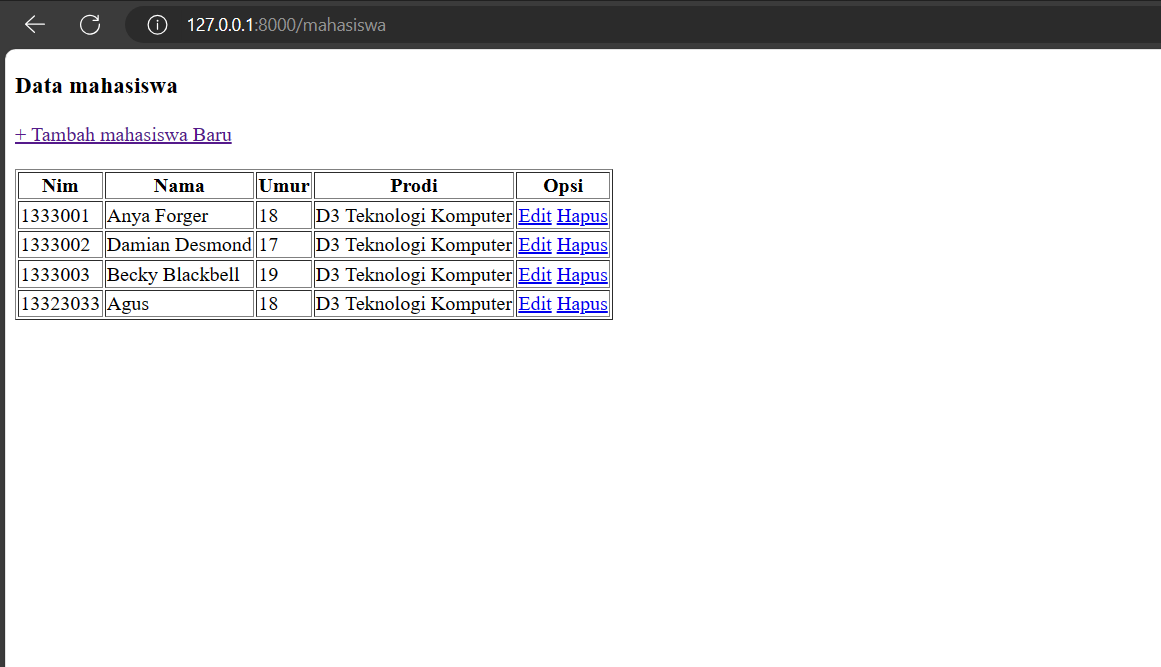 127.0.0.1:8000/mahasiswa
Data mahasiswa
+ Tambah mahasiswa Baru
Nim Nama Umur Prodi Opsi
1333001 Anya Forger 18 D3 Teknologi Komputer Edit Hapus
1333002 Damian Desmond 17 D3 Teknologi Komputer Edit Hapus
1333003 Becky Blackbell 19 D3 Teknologi Komputer Edit Hapus
13323033 Agus 18 D3 Teknologi Komputer Edit Hapus